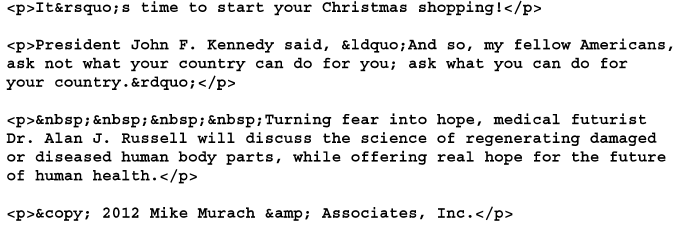 <p>It&rsquo;s time to start your Christmas shopping!</p>
<p>President John F. Kennedy said, &ldquo;And so, my fellow Americans,
ask not what your country can do for you; ask what you can do for
your country.&rdquo;</p>
<p>&nbsp;&nbsp;&nbsp;&nbsp;Turning fear into hope, medical futurist
Dr. Alan J. Russell will discuss the science of regenerating damaged
or diseased human body parts, while offering real hope for the future
of human health.</p>
<p>&copy; 2012 Mike Murach &amp; Associates, Inc.</p>